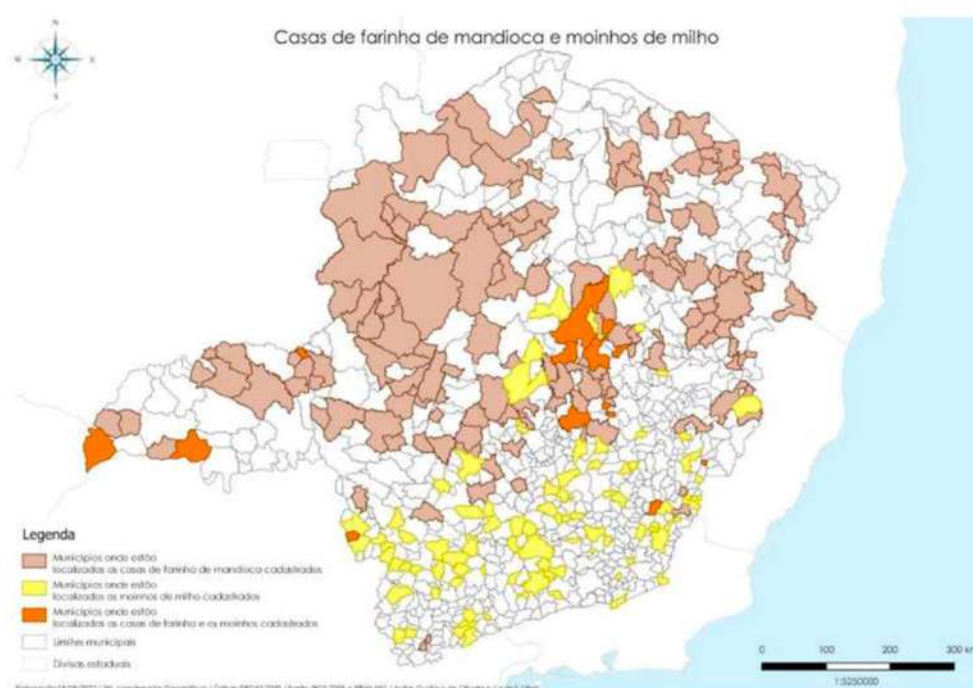 Casas de farinha de mandioca e moinhos de milho
N
W
E
S
Legenda
Municípios onde estão
localizadas as casas de farinha de mandioca cadastrados
Municípios onde estão
localizados os moinhos de milho cadastrados
Municípios onde estão
localizadas as casas de farinha e os moinhos cadastrados
Limites municipais
Divisas estaduais
0 100 200 300 km
1:5250000